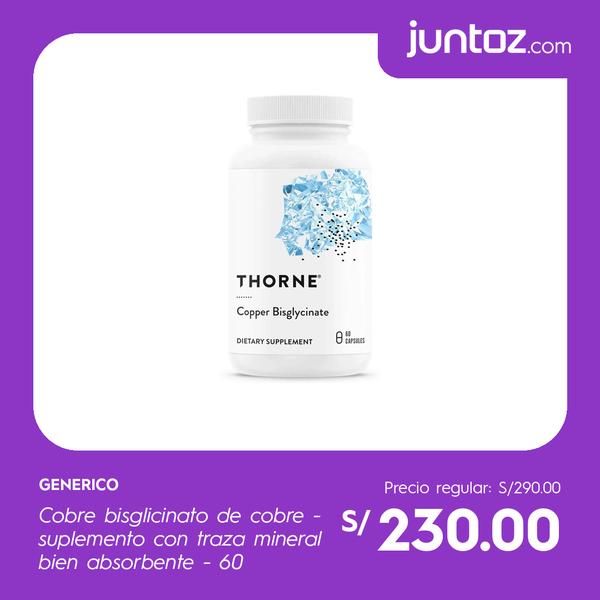 juntoz.com
THORNE®
Copper Bisglycinate
DIETARY SUPPLEMENT
60
CAPSULES
GENERICO
Cobre bisglicinato de cobre -
suplemento con traza mineral
bien absorbente - 60
Precio regular: S/290.00
S/ 230.00